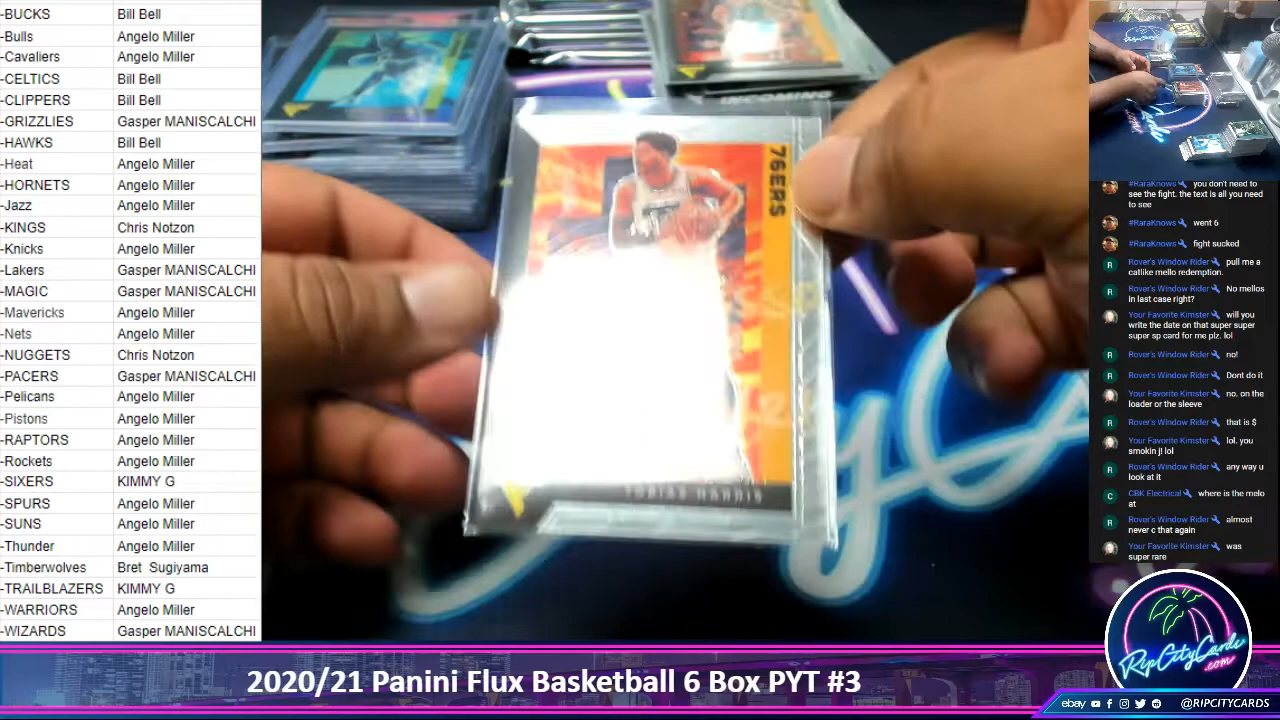 -BUCKS Bill Bell
-Bulls Angelo Miller
-Cavaliers Angelo Miller
-CELTICS Bill Bell
-CLIPPERS Bill Bell
-GRIZZLIES Gasper MANISCALCHI
-HAWKS Bill Bell
-Heat Angelo Miller
-HORNETS Angelo Miller
-Jazz Angelo Miller
-KINGS Chris Notzon
-Knicks Angelo Miller
-Lakers Gasper MANISCALCHI
-MAGIC Gasper MANISCALCHI
-Mavericks Angelo Miller
-Nets Angelo Miller
-NUGGETS Chris Notzon
-PACERS Gasper MANISCALCHI
-Pelicans Angelo Miller
-Pistons Angelo Miller
-RAPTORS Angelo Miller
-Rockets Angelo Miller
-SIXERS KIMMY G
-SPURS Angelo Miller
-SUNS Angelo Miller
-Thunder Angelo Miller
-Timberwolves Bret Sugiyama
-TRAILBLAZERS KIMMY G
-WARRIORS Angelo Miller
-WIZARDS Gasper MANISCALCHI
INCOMING
76ERS
TOBIAS HARRIS
#RaraKnows you don't need to
see the fight. the text is all you need
to see
#RaraKnows went 6
#RaraKnows fight sucked
R Rover's Window Rider pull me a
catlike mello redemption.
R Rover's Window Rider No mellos
in last case right?
Your Favorite Kimster will you
write the date on that super super
super sp card for me plz. lol
R Rover's Window Rider no!
R Rover's Window Rider Dont do it
Your Favorite Kimster no. on the
loader or the sleeve
R Rover's Window Rider that is $
Your Favorite Kimster lol. you
smokin j! lol
R Rover's Window Rider any way u
look at it
C CBK Electrical where is the melo
at
R Rover's Window Rider almost
never c that again
Your Favorite Kimster was
super rare
RipCityCards
.com
2020/21 Panini Flux Basketball 6 Box PYT #3
ebay @RIPCITYCARDS